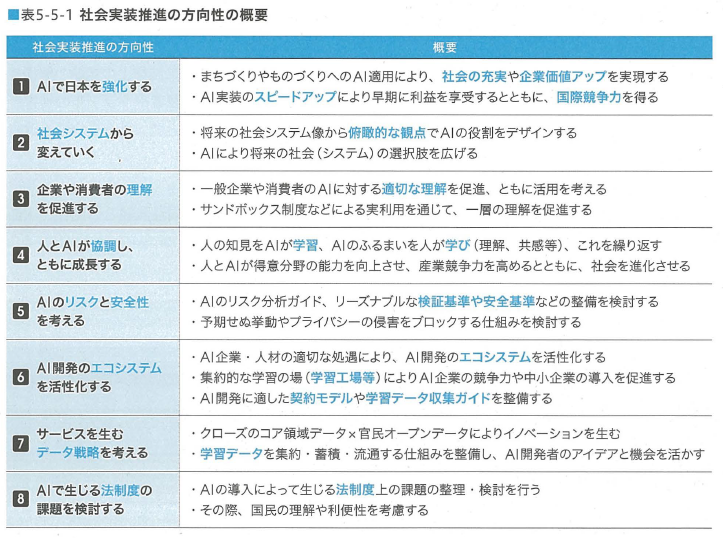 ■表5-5-1 社会実装推進の方向性の概要
社会実装推進の方向性
概要
1 AIで日本を強化する
・まちづくりやものづくりへのAI適用により、社会の充実や企業価値アップを実現する
・AI実装のスピードアップにより早期に利益を享受するとともに、国際競争力を得る
2 社会システムから
変えていく
・将来の社会システム像から俯瞰的な観点でAIの役割をデザインする
・AIにより将来の社会（システム）の選択肢を広げる
3 企業や消費者の理解
を促進する
・一般企業や消費者のAIに対する適切な理解を促進、ともに活用を考える
・サンドボックス制度などによる実利用を通じて、一層の理解を促進する
4 人とAIが協調し、
ともに成長する
・人の知見をAIが学習、AIのふるまいを人が学び（理解、共感等）、これを繰り返す
・人とAIが得意分野の能力を向上させ、産業競争力を高めるとともに、社会を進化させる
5 AIのリスクと安全性
を考える
・AIのリスク分析ガイド、リーズナブルな検証基準や安全基準などの整備を検討する
・予期せぬ挙動やプライバシーの侵害をブロックする仕組みを検討する
6 AI開発のエコシステム
を活性化する
・AI企業・人材の適切な処遇により、AI開発のエコシステムを活性化する
・集約的な学習の場（学習工場等）によりAI企業の競争力や中小企業の導入を促進する
・AI開発に適した契約モデルや学習データ収集ガイドを整備する
7 サービスを生む
データ戦略を考える
・クローズのコア領域データ×官民オープンデータによりイノベーションを生む
・学習データを集約・蓄積・流通する仕組みを整備し、AI開発者のアイデアと機会を活かす
8 AIで生じる法制度の
課題を検討する
・AIの導入によって生じる法制度上の課題の整理・検討を行う
・その際、国民の理解や利便性を考慮する